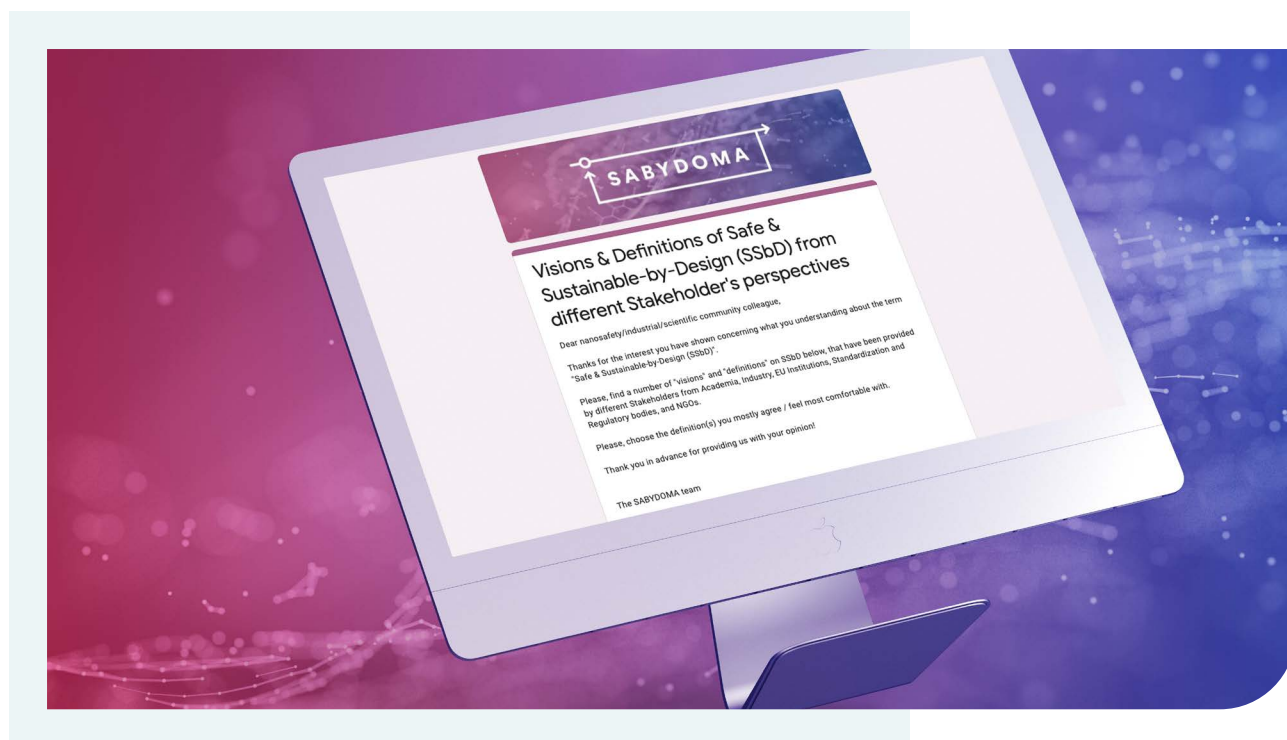 SABYDOMA
Visions & Definitions of Safe &
Sustainable-by-Design (SSbD) from
different Stakeholder's perspectives
Dear nanosafety/industrial/scientific community colleague,
Thanks for the interest you have shown concerning what you understanding about the term
"Safe & Sustainable-by-Design (SSbD)".
Please, find a number of "visions" and "definitions" on SSbD below, that have been provided
by different Stakeholders from Academia, Industry, EU Institutions, Standardization and
Regulatory bodies, and NGOs.
Please, choose the definition(s) you mostly agree / feel most comfortable with.
Thank you in advance for providing us with your opinion!
The SABYDOMA team